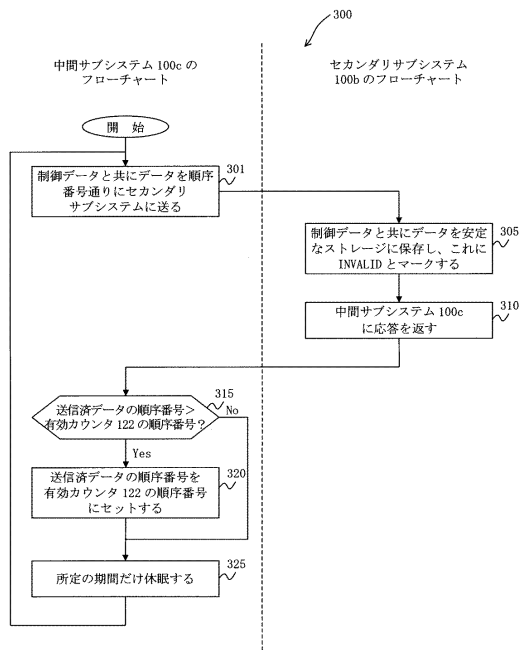 300
中間サブシステム 100c の
フローチャート
セカンダリサブシステム
100b のフローチャート
開 始
制御データと共にデータを順序
番号通りにセカンダリ
サブシステムに送る
301
制御データと共にデータを安定
なストレージに保存し、これに
INVALID とマークする
305
中間サブシステム 100c
に応答を返す
310
送信済データの順序番号>
有効カウンタ 122 の順序番号?
315
No
Yes
送信済データの順序番号を
有効カウンタ 122 の順序番号
にセットする
320
所定の期間だけ休眠する
325